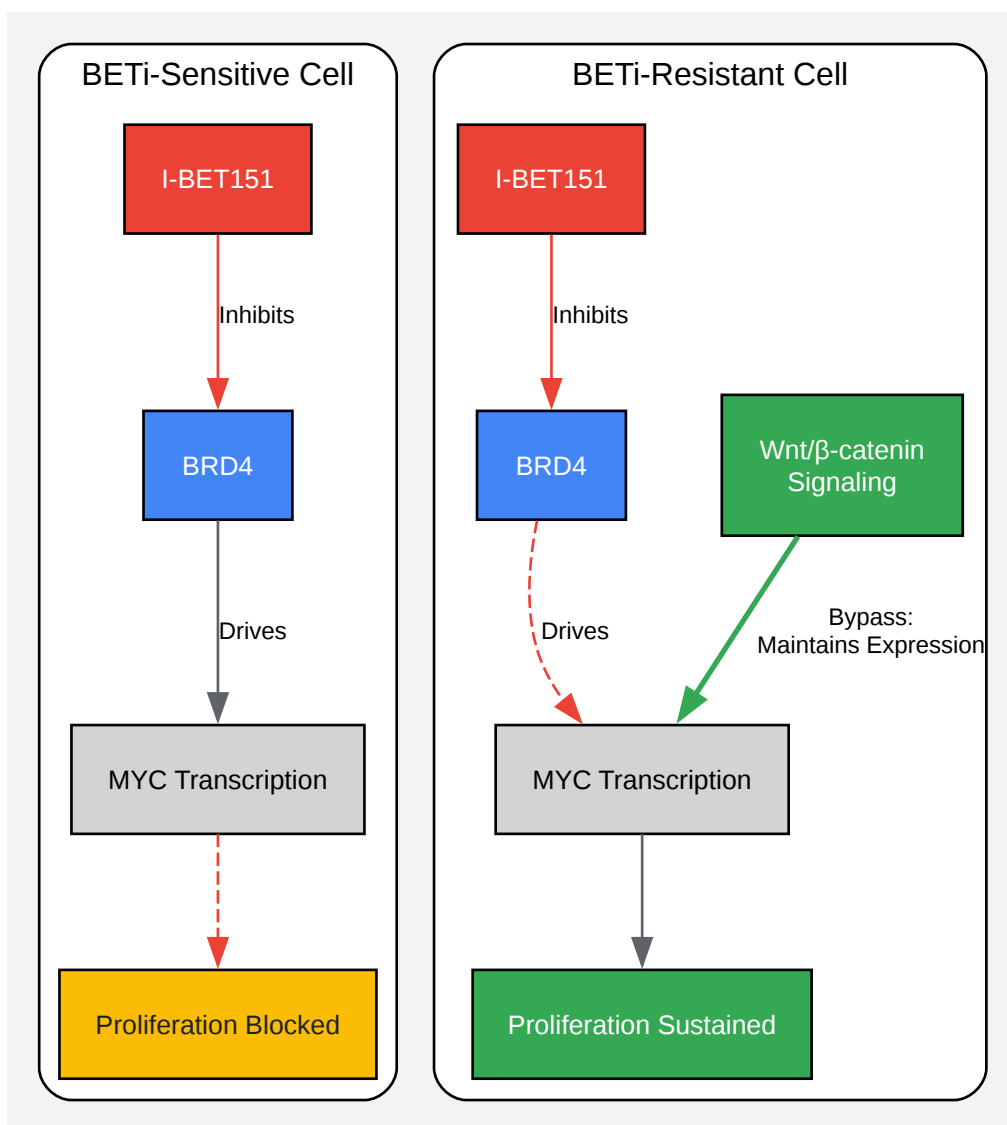 BETi-Sensitive Cell
I-BET151
Inhibits
BRD4
Drives
MYC Transcription
Proliferation Blocked
BETi-Resistant Cell
I-BET151
Inhibits
BRD4
Wnt/β-catenin
Signaling
Drives
Bypass:
Maintains Expression
MYC Transcription
Proliferation Sustained